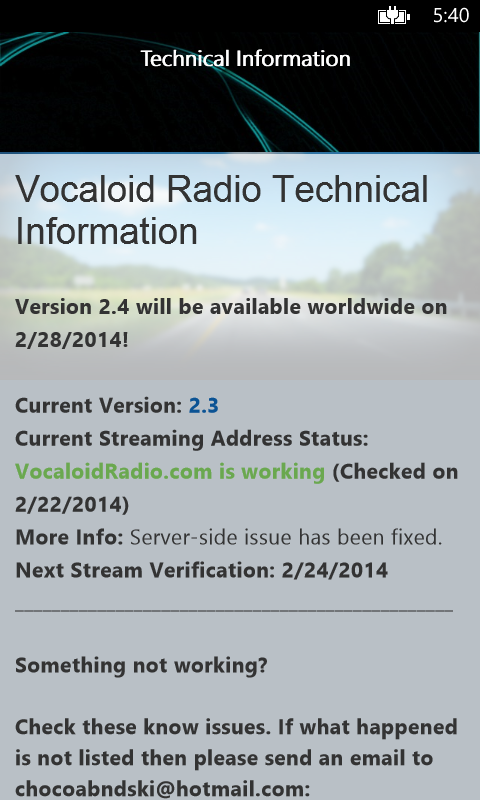 5:40
Technical Information
Vocaloid Radio Technical
Information
Version 2.4 will be available worldwide on
2/28/2014!
Current Version: 2.3
Current Streaming Address Status:
VocaloidRadio.com is working (Checked on
2/22/2014)
More Info: Server-side issue has been fixed.
Next Stream Verification: 2/24/2014
Something not working?
Check these know issues. If what happened
is not listed then please send an email to
chocoabndski@hotmail.com: